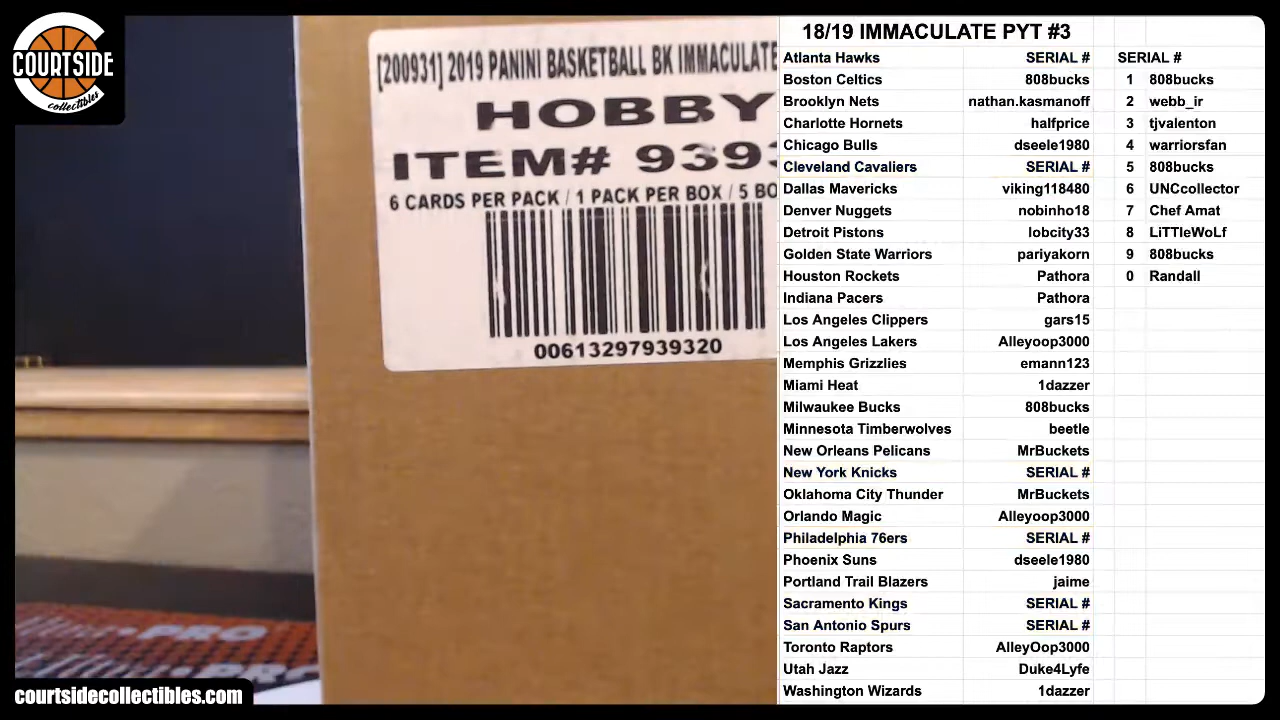 COURTSIDE
collectibles
[200931] 2019 PANINI BASKETBALL BK IMMACULATE
HOBBY
ITEM# 939
6 CARDS PER PACK / 1 PACK PER BOX / 5 BO
00613297939320
PRO
courtsidecollectibles.com
18/19 IMMACULATE PYT #3
Atlanta Hawks SERIAL # SERIAL #
Boston Celtics 808bucks 1 808bucks
Brooklyn Nets nathan.kasmanoff 2 webb_ir
Charlotte Hornets halfprice 3 tjvalenton
Chicago Bulls dseele1980 4 warriorsfan
Cleveland Cavaliers SERIAL # 5 808bucks
Dallas Mavericks viking118480 6 UNCcollector
Denver Nuggets nobinho18 7 Chef Amat
Detroit Pistons lobcity33 8 LiTTleWoLf
Golden State Warriors pariyakorn 9 808bucks
Houston Rockets Pathora 0 Randall
Indiana Pacers Pathora
Los Angeles Clippers gars15
Los Angeles Lakers Alleyoop3000
Memphis Grizzlies emann123
Miami Heat 1dazzer
Milwaukee Bucks 808bucks
Minnesota Timberwolves beetle
New Orleans Pelicans MrBuckets
New York Knicks SERIAL #
Oklahoma City Thunder MrBuckets
Orlando Magic Alleyoop3000
Philadelphia 76ers SERIAL #
Phoenix Suns dseele1980
Portland Trail Blazers jaime
Sacramento Kings SERIAL #
San Antonio Spurs SERIAL #
Toronto Raptors AlleyOop3000
Utah Jazz Duke4Lyfe
Washington Wizards 1dazzer